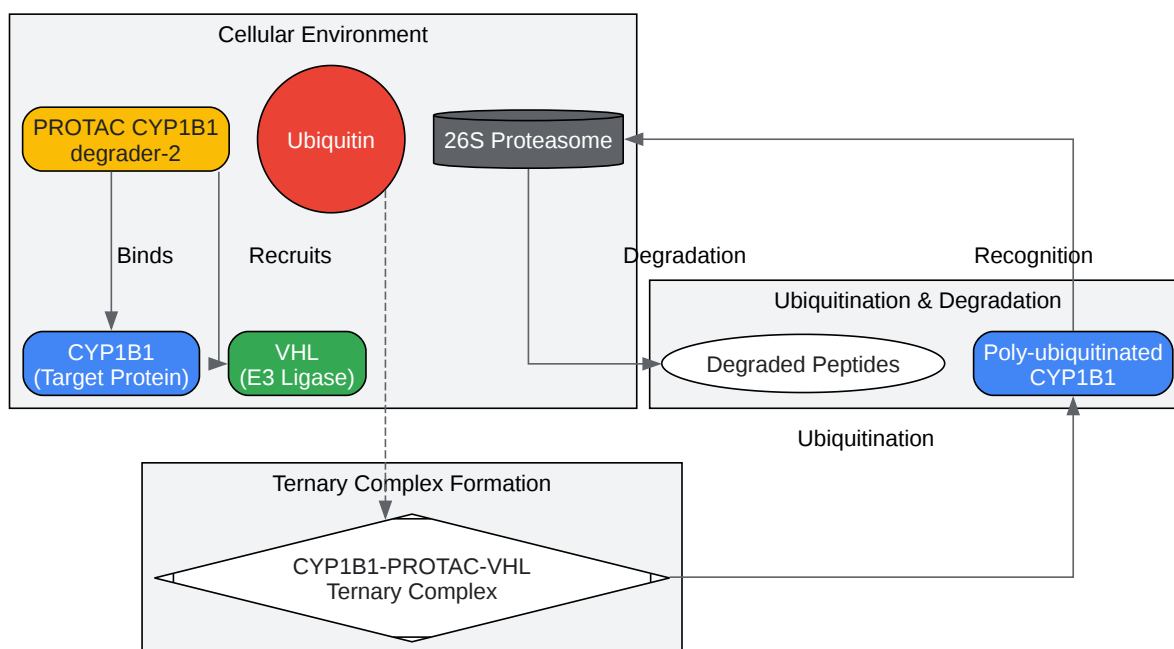 Cellular Environment
PROTAC CYP1B1
degrader-2
Ubiquitin
26S Proteasome
Binds
Recruits
Degradation
Recognition
CYP1B1
(Target Protein)
VHL
(E3 Ligase)
Ubiquitination & Degradation
Degraded Peptides
Poly-ubiquitinated
CYP1B1
Ubiquitination
Ternary Complex Formation
CYP1B1-PROTAC-VHL
Ternary Complex